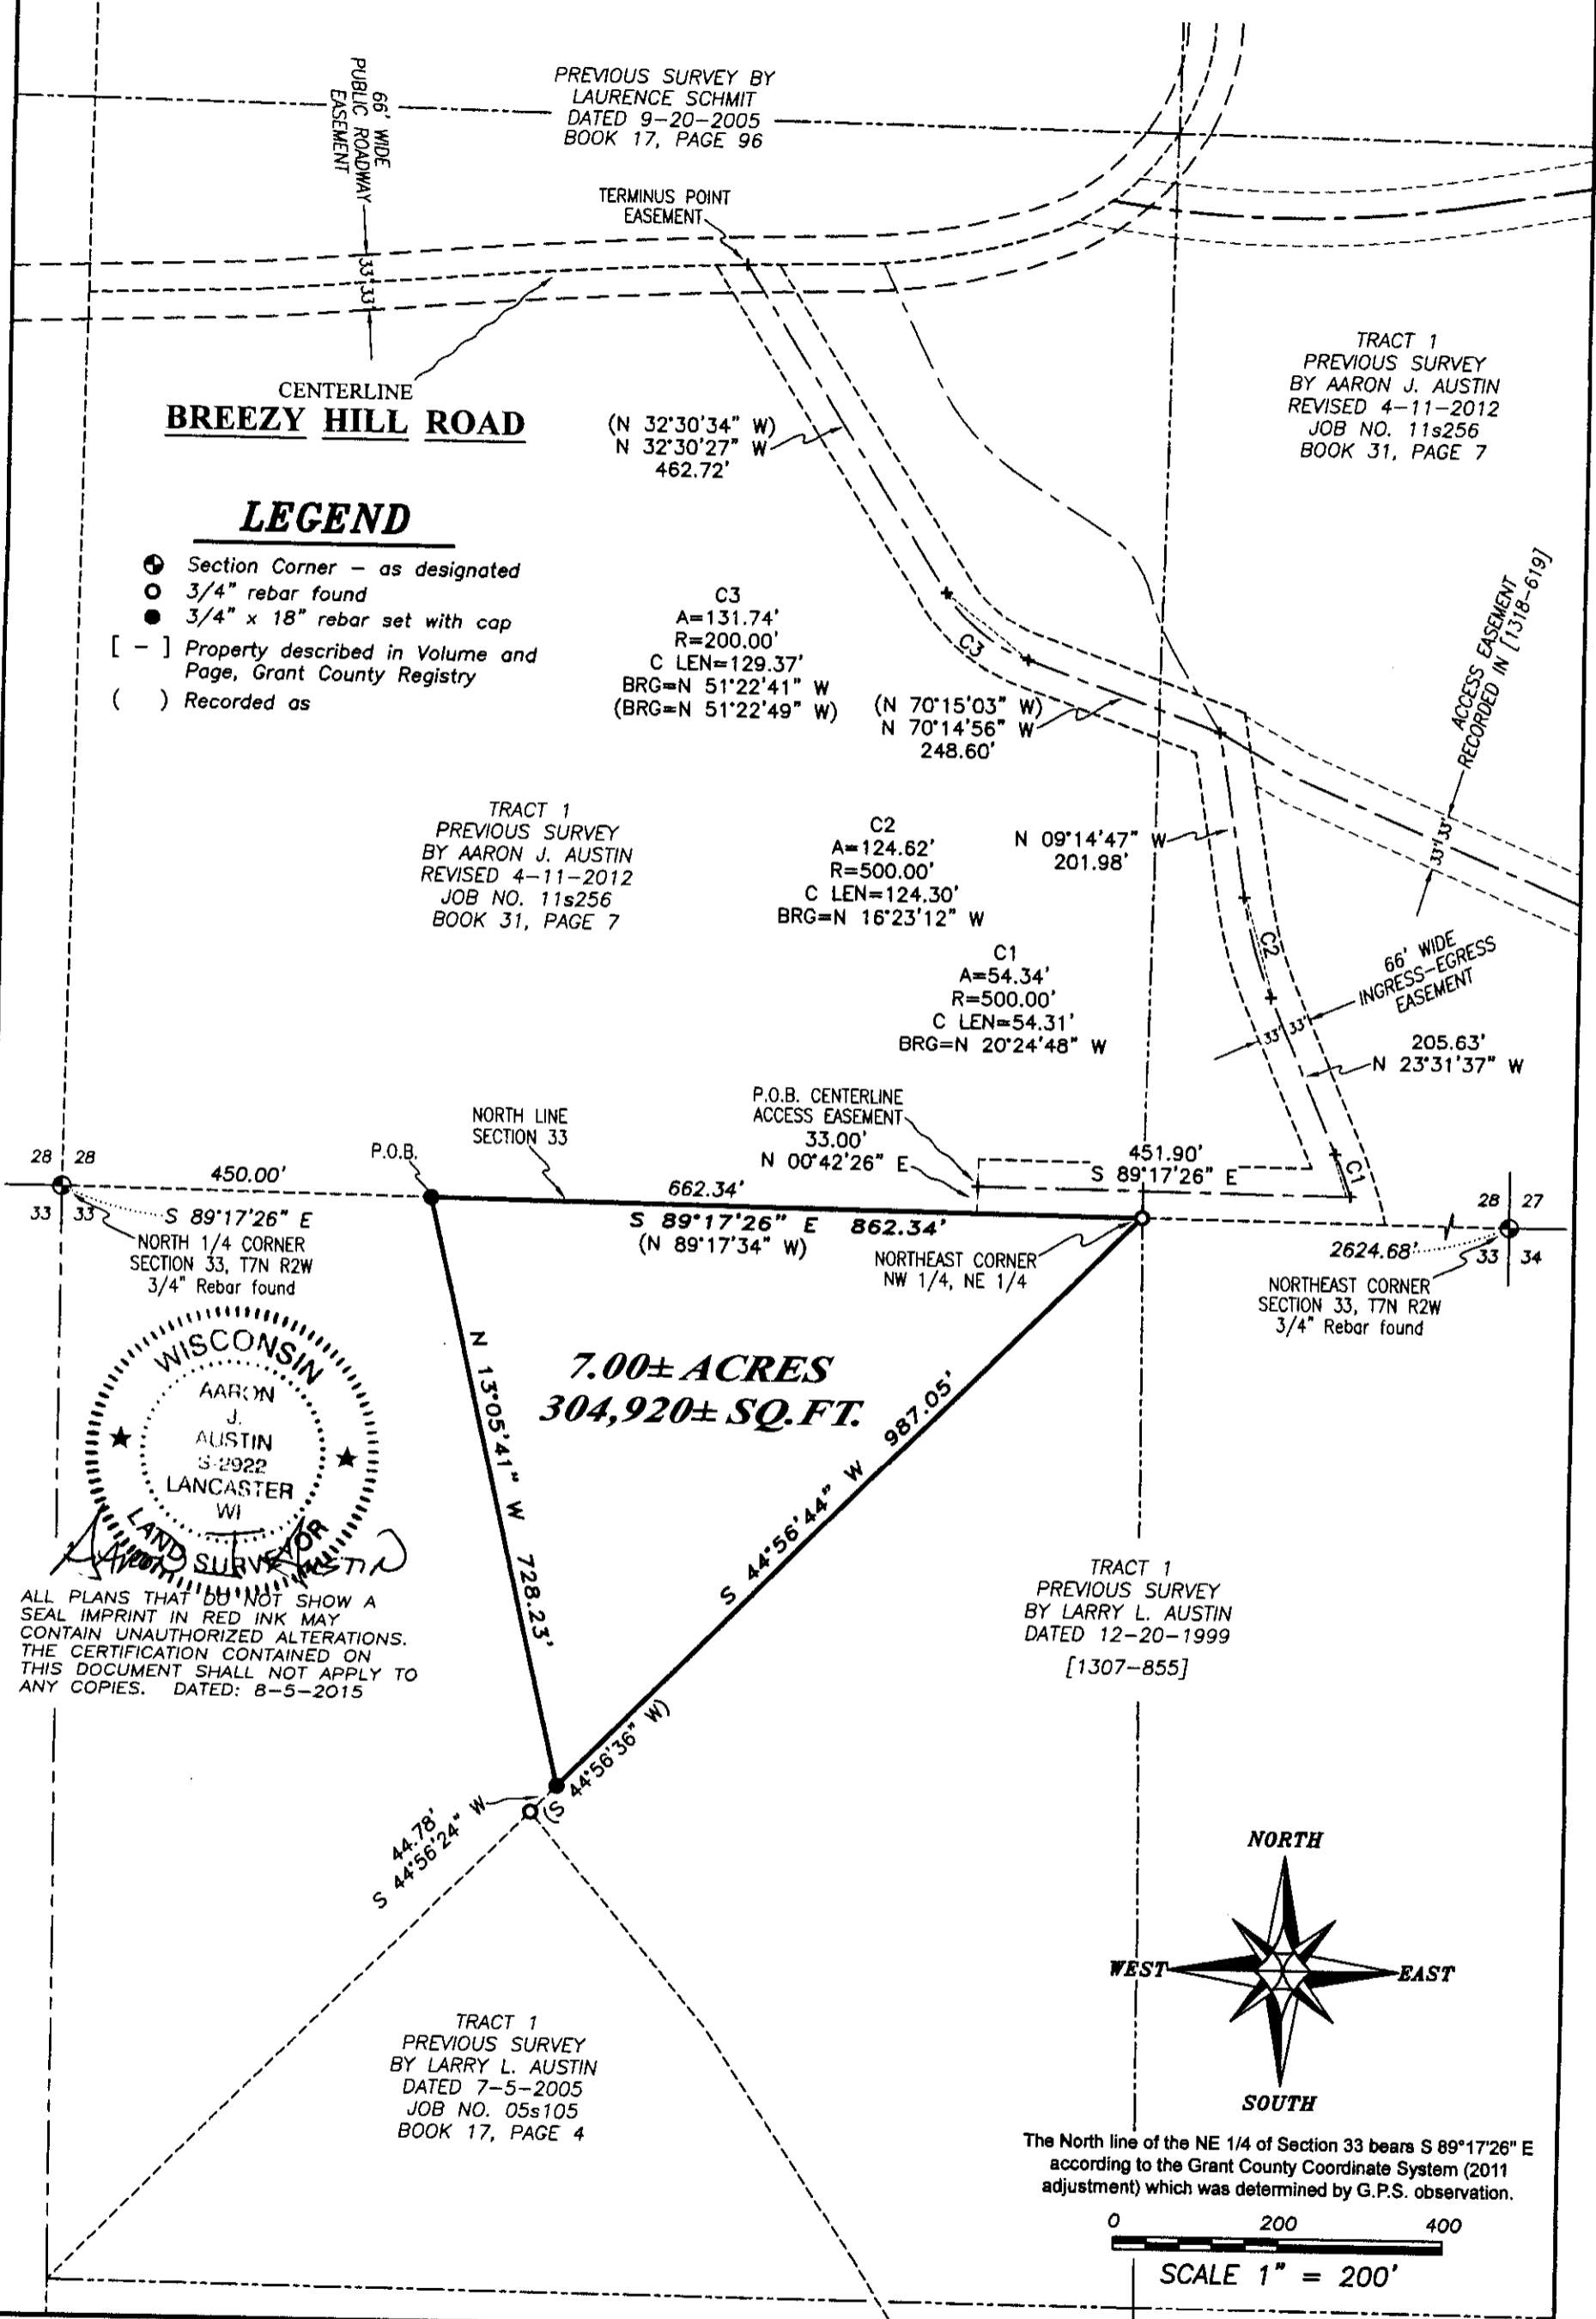 PREVIOUS SURVEY BY
LAURENCE SCHMIT
DATED 9-20-2005
BOOK 17, PAGE 96
66' WIDE
PUBLIC ROADWAY
EASEMENT
TERMINUS POINT
EASEMENT
33' 33'
CENTERLINE
BREEZY HILL ROAD
(N 32°30'34" W)
N 32°30'27" W
462.72'
TRACT 1
PREVIOUS SURVEY
BY AARON J. AUSTIN
REVISED 4-11-2012
JOB NO. 11s256
BOOK 31, PAGE 7
LEGEND
Section Corner - as designated
3/4" rebar found
3/4" x 18" rebar set with cap
[ - ] Property described in Volume and
Page, Grant County Registry
( ) Recorded as
C3
A=131.74'
R=200.00'
C LEN=129.37'
BRG=N 51°22'41" W
(BRG=N 51°22'49" W)
C3
(N 70°15'03" W)
N 70°14'56" W
248.60'
ACCESS EASEMENT
RECORDED IN [1318-619]
33' 33'
TRACT 1
PREVIOUS SURVEY
BY AARON J. AUSTIN
REVISED 4-11-2012
JOB NO. 11s256
BOOK 31, PAGE 7
C2
A=124.62'
R=500.00'
C LEN=124.30'
BRG=N 16°23'12" W
N 09°14'47" W
201.98'
C2
C1
A=54.34'
R=500.00'
C LEN=54.31'
BRG=N 20°24'48" W
66' WIDE
INGRESS-EGRESS
EASEMENT
33' 33'
205.63'
N 23°31'37" W
P.O.B. CENTERLINE
ACCESS EASEMENT
33.00'
N 00°42'26" E
NORTH LINE
SECTION 33
P.O.B.
451.90'
S 89°17'26" E
C1
28 28
33 33
450.00'
S 89°17'26" E
NORTH 1/4 CORNER
SECTION 33, T7N R2W
3/4" Rebar found
662.34'
S 89°17'26" E 862.34'
(N 89°17'34" W)
NORTHEAST CORNER
NW 1/4, NE 1/4
28 27
33 34
2624.68'
NORTHEAST CORNER
SECTION 33, T7N R2W
3/4" Rebar found
N 13°05'41" W 728.23'
7.00± ACRES
304,920± SQ.FT.
S 44°56'44" W 987.05'
(S 44°56'36" W)
WISCONSIN
AARON
J.
AUSTIN
S-2922
LANCASTER
WI
LAND SURVEYOR
ALL PLANS THAT DO NOT SHOW A
SEAL IMPRINT IN RED INK MAY
CONTAIN UNAUTHORIZED ALTERATIONS.
THE CERTIFICATION CONTAINED ON
THIS DOCUMENT SHALL NOT APPLY TO
ANY COPIES. DATED: 8-5-2015
TRACT 1
PREVIOUS SURVEY
BY LARRY L. AUSTIN
DATED 12-20-1999
[1307-855]
44.78'
S 44°56'24" W
TRACT 1
PREVIOUS SURVEY
BY LARRY L. AUSTIN
DATED 7-5-2005
JOB NO. 05s105
BOOK 17, PAGE 4
NORTH
WEST
EAST
SOUTH
The North line of the NE 1/4 of Section 33 bears S 89°17'26" E
according to the Grant County Coordinate System (2011
adjustment) which was determined by G.P.S. observation.
0 200 400
SCALE 1" = 200'